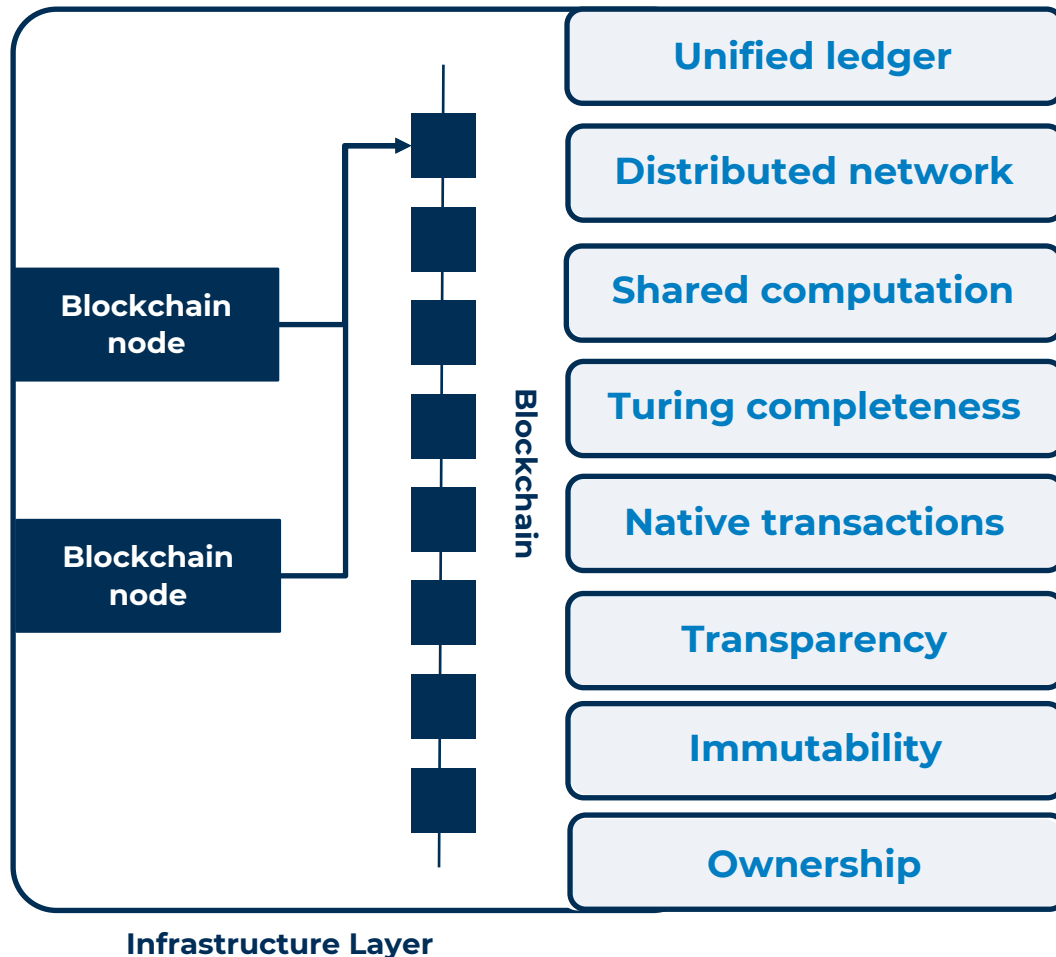 Blockchain
node
Blockchain
node
Blockchain
Unified ledger
Distributed network
Shared computation
Turing completeness
Native transactions
Transparency
Immutability
Ownership
Infrastructure Layer